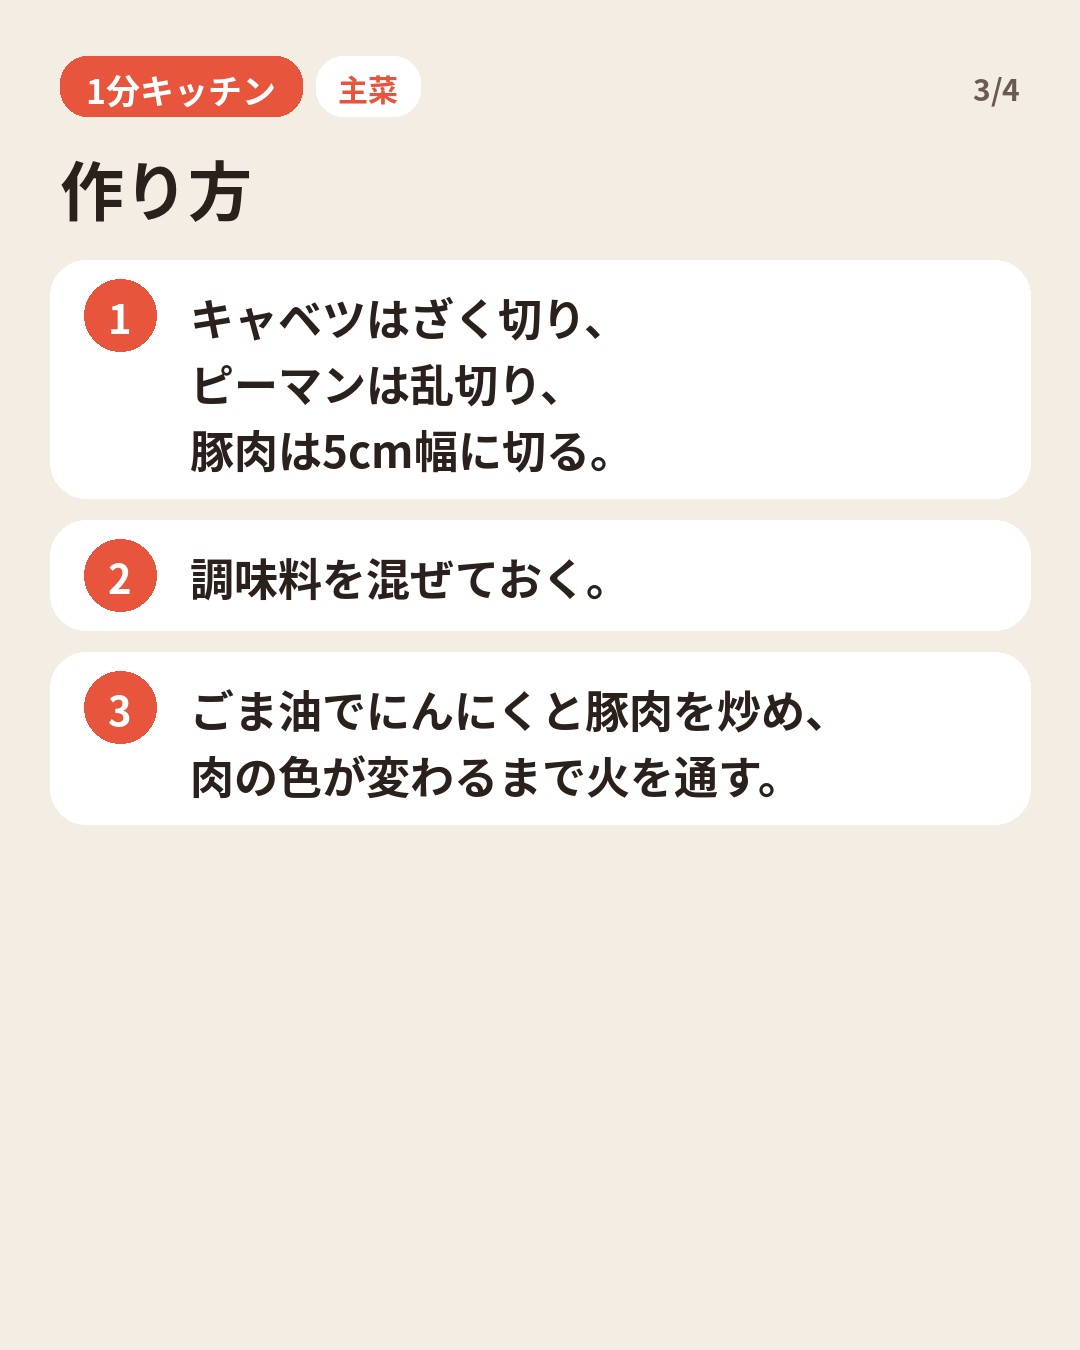 1分キッチン 主菜 3/4
作り方
1 キャベツはざく切り、
ピーマンは乱切り、
豚肉は5cm幅に切る。
2 調味料を混ぜておく。
3 ごま油でにんにくと豚肉を炒め、
肉の色が変わるまで火を通す。